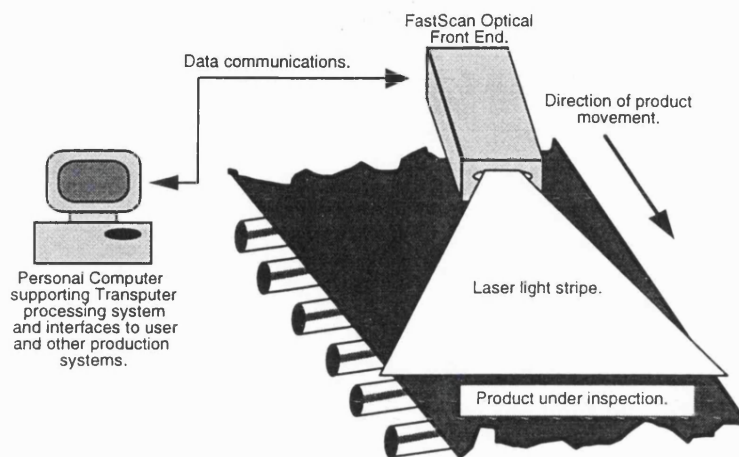 FastScan Optical
Front End.
Data communications.
Direction of product
movement.
Personal Computer
supporting Transputer
processing system
and interfaces to user
and other production
systems.
Laser light stripe.
Product under inspection.